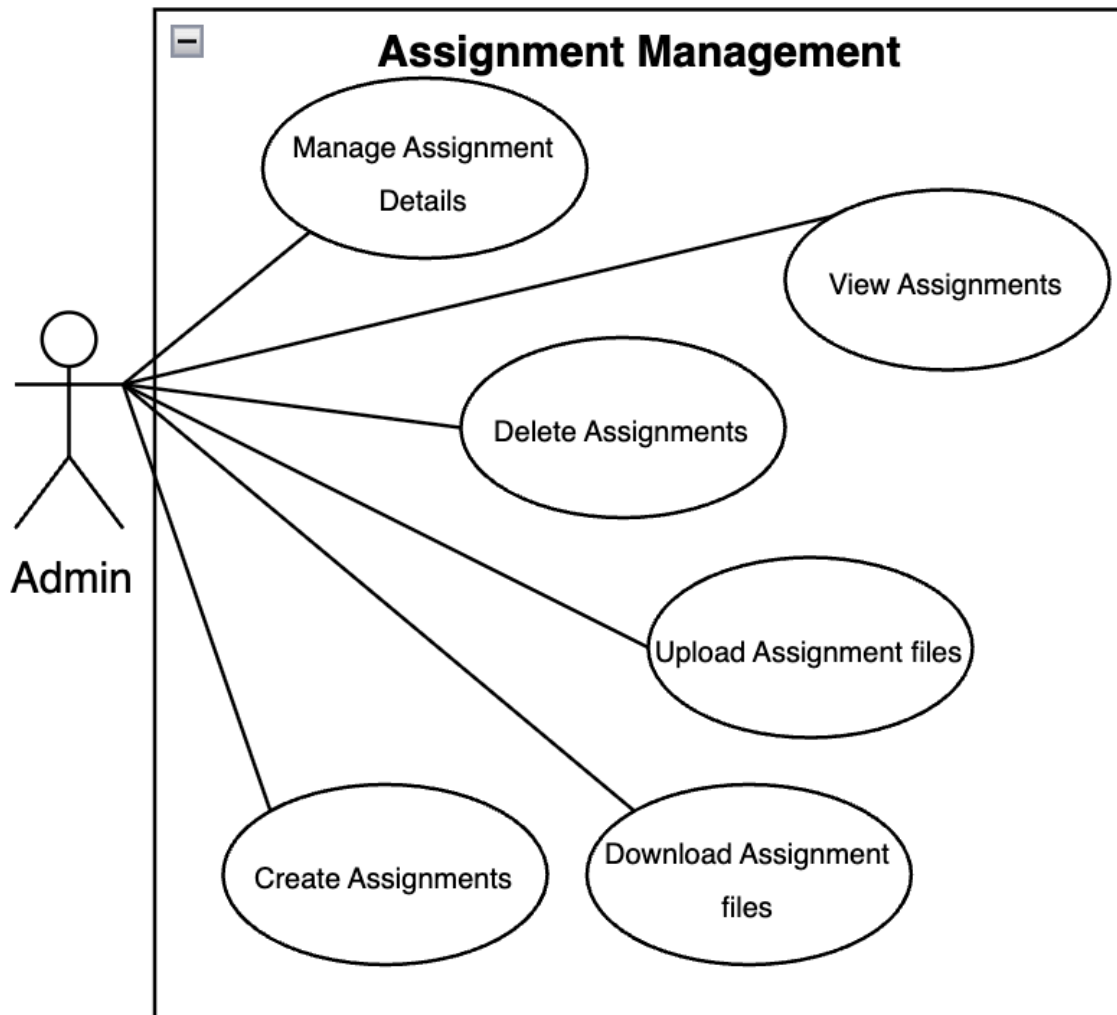 Assignment Management
Manage Assignment
Details
View Assignments
Delete Assignments
Admin
Upload Assignment files
Create Assignments
Download Assignment
files